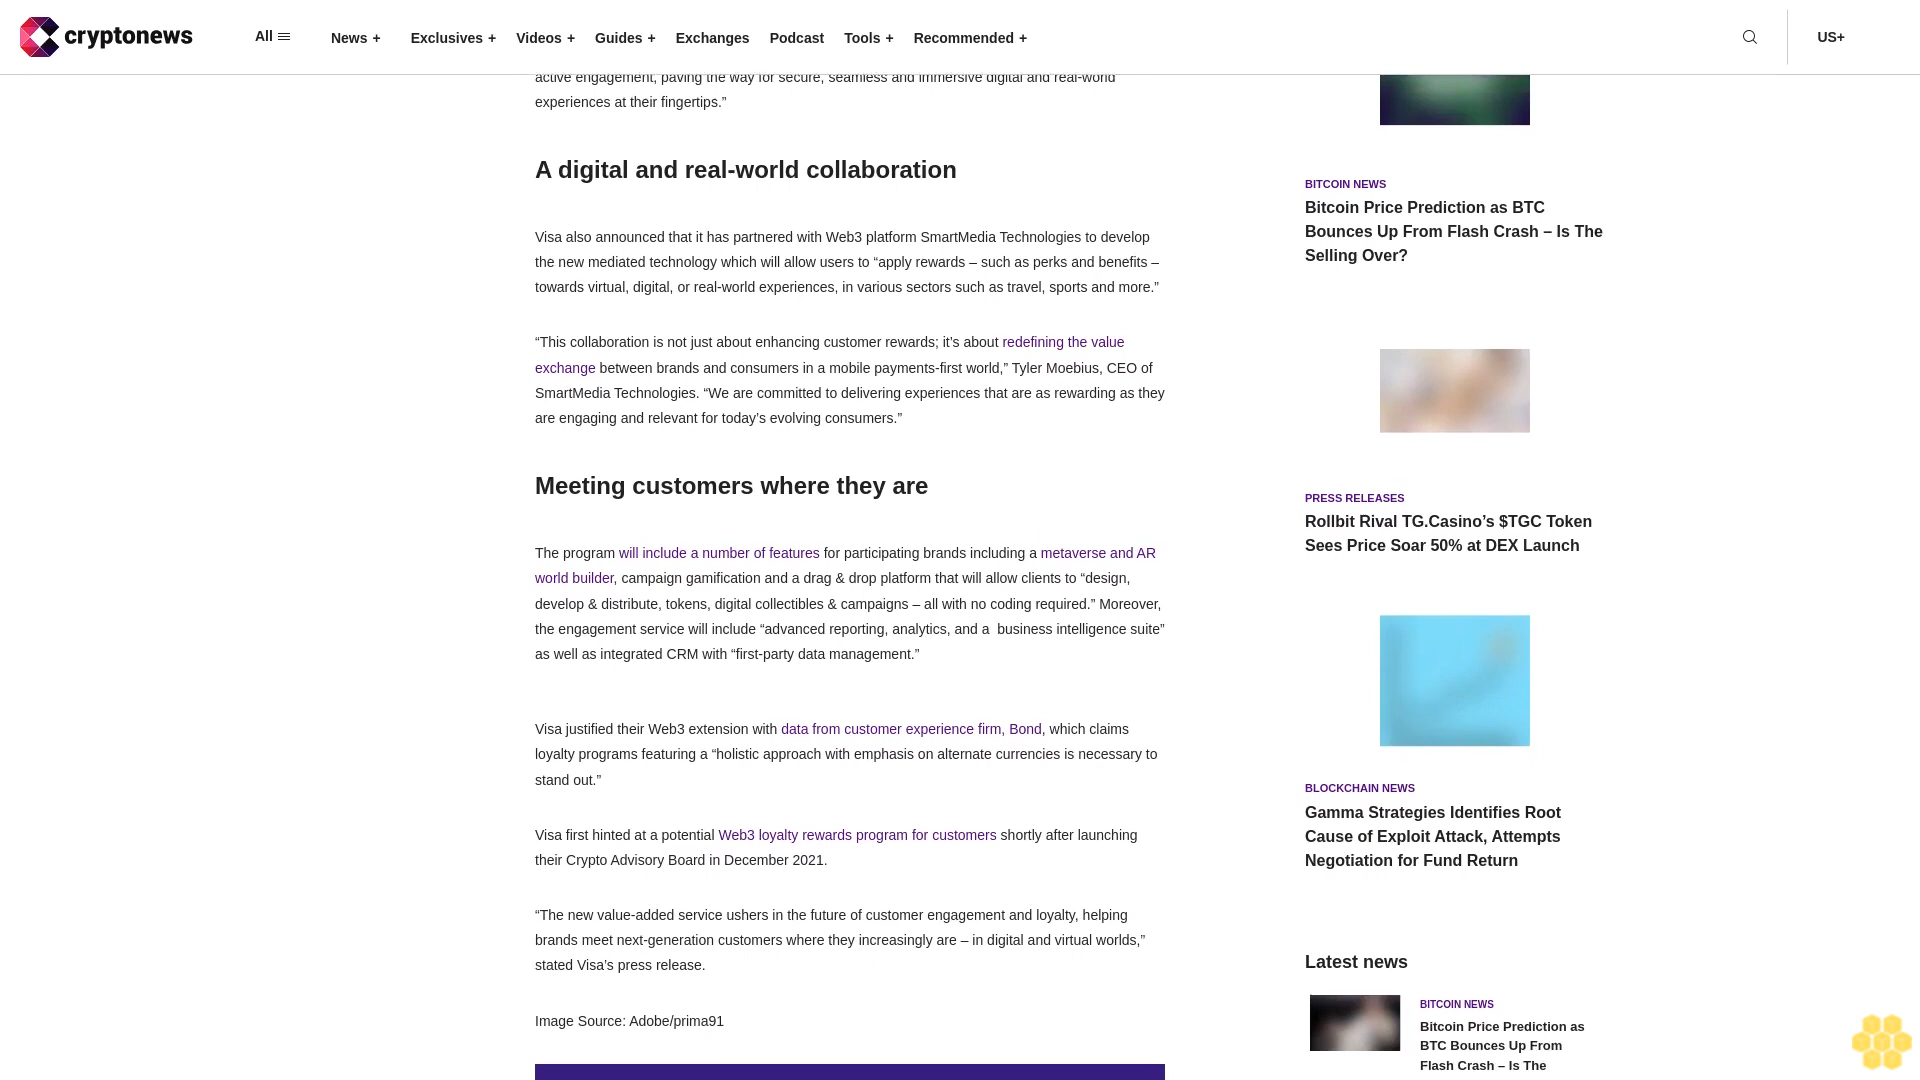 cryptonews
All
News +
Exclusives +
Videos +
Guides +
Exchanges
Podcast
Tools +
Recommended +
US+
active engagement, paving the way for secure, seamless and immersive digital and real-world
experiences at their fingertips.”
A digital and real-world collaboration
Visa also announced that it has partnered with Web3 platform SmartMedia Technologies to develop
the new mediated technology which will allow users to “apply rewards – such as perks and benefits –
towards virtual, digital, or real-world experiences, in various sectors such as travel, sports and more.”
“This collaboration is not just about enhancing customer rewards; it’s about redefining the value
exchange between brands and consumers in a mobile payments-first world,” Tyler Moebius, CEO of
SmartMedia Technologies. “We are committed to delivering experiences that are as rewarding as they
are engaging and relevant for today’s evolving consumers.”
Meeting customers where they are
The program will include a number of features for participating brands including a metaverse and AR
world builder, campaign gamification and a drag & drop platform that will allow clients to “design,
develop & distribute, tokens, digital collectibles & campaigns – all with no coding required.” Moreover,
the engagement service will include “advanced reporting, analytics, and a  business intelligence suite”
as well as integrated CRM with “first-party data management.”
Visa justified their Web3 extension with data from customer experience firm, Bond, which claims
loyalty programs featuring a “holistic approach with emphasis on alternate currencies is necessary to
stand out.”
Visa first hinted at a potential Web3 loyalty rewards program for customers shortly after launching
their Crypto Advisory Board in December 2021.
“The new value-added service ushers in the future of customer engagement and loyalty, helping
brands meet next-generation customers where they increasingly are – in digital and virtual worlds,”
stated Visa’s press release.
Image Source: Adobe/prima91
BITCOIN NEWS
Bitcoin Price Prediction as BTC
Bounces Up From Flash Crash – Is The
Selling Over?
PRESS RELEASES
Rollbit Rival TG.Casino’s $TGC Token
Sees Price Soar 50% at DEX Launch
BLOCKCHAIN NEWS
Gamma Strategies Identifies Root
Cause of Exploit Attack, Attempts
Negotiation for Fund Return
Latest news
BITCOIN NEWS
Bitcoin Price Prediction as
BTC Bounces Up From
Flash Crash – Is The